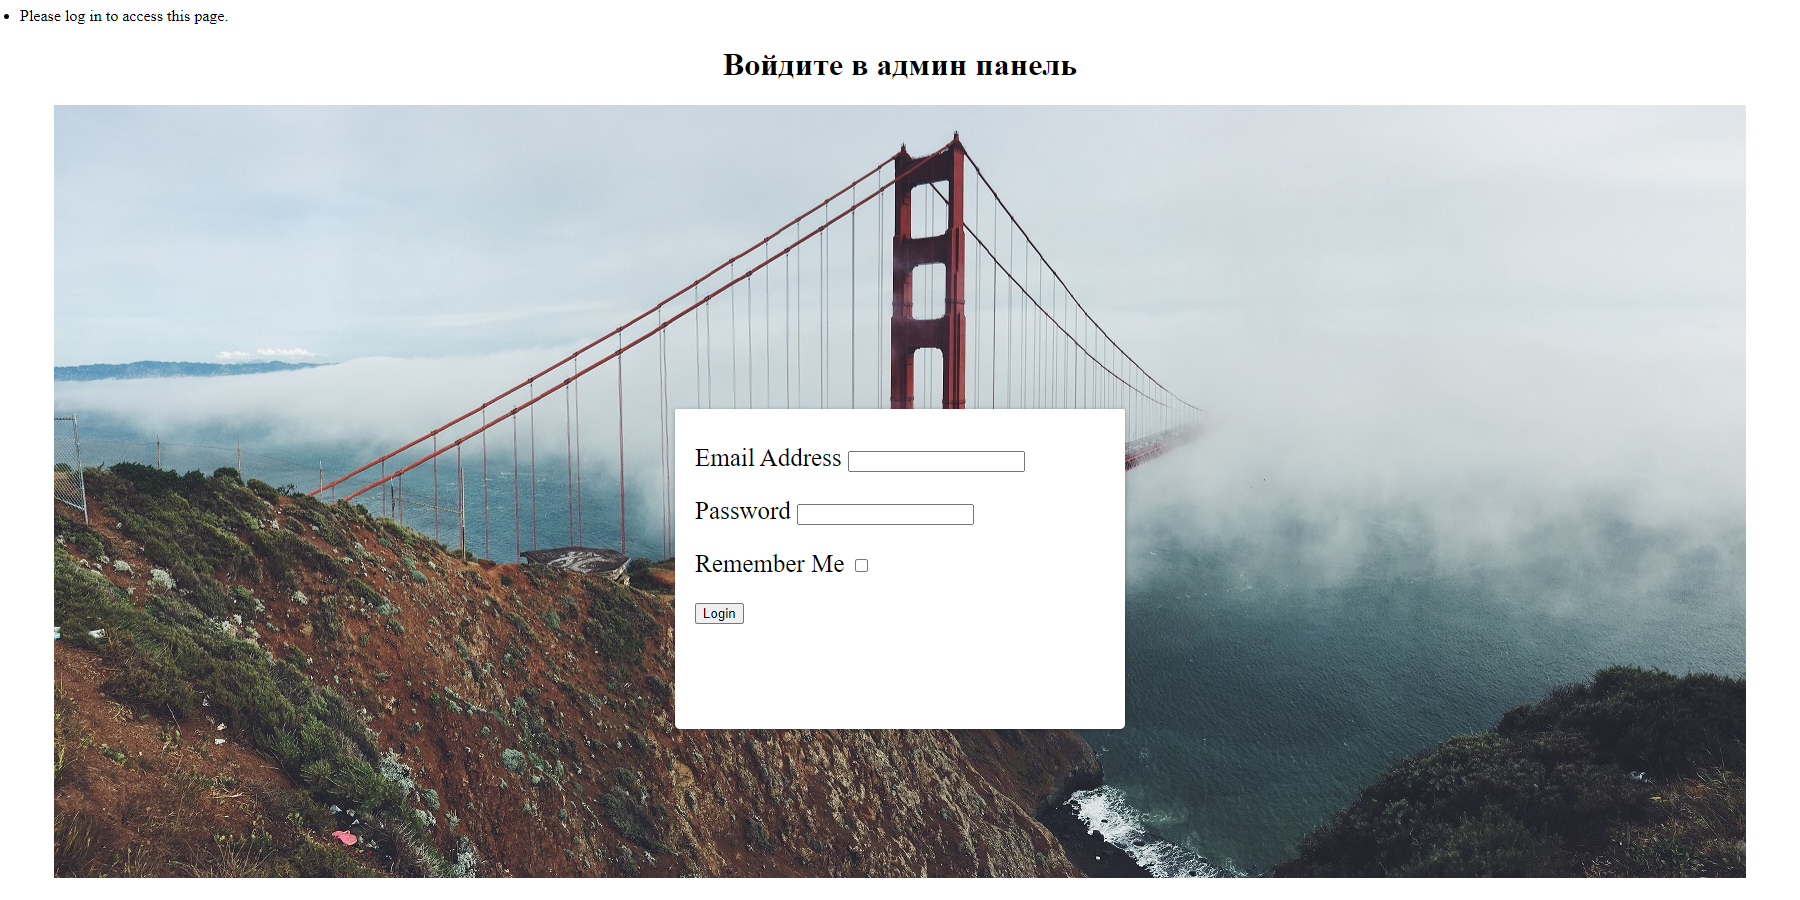 Please log in to access this page.
Войдите в админ панель
Email Address
Password
Remember Me
Login